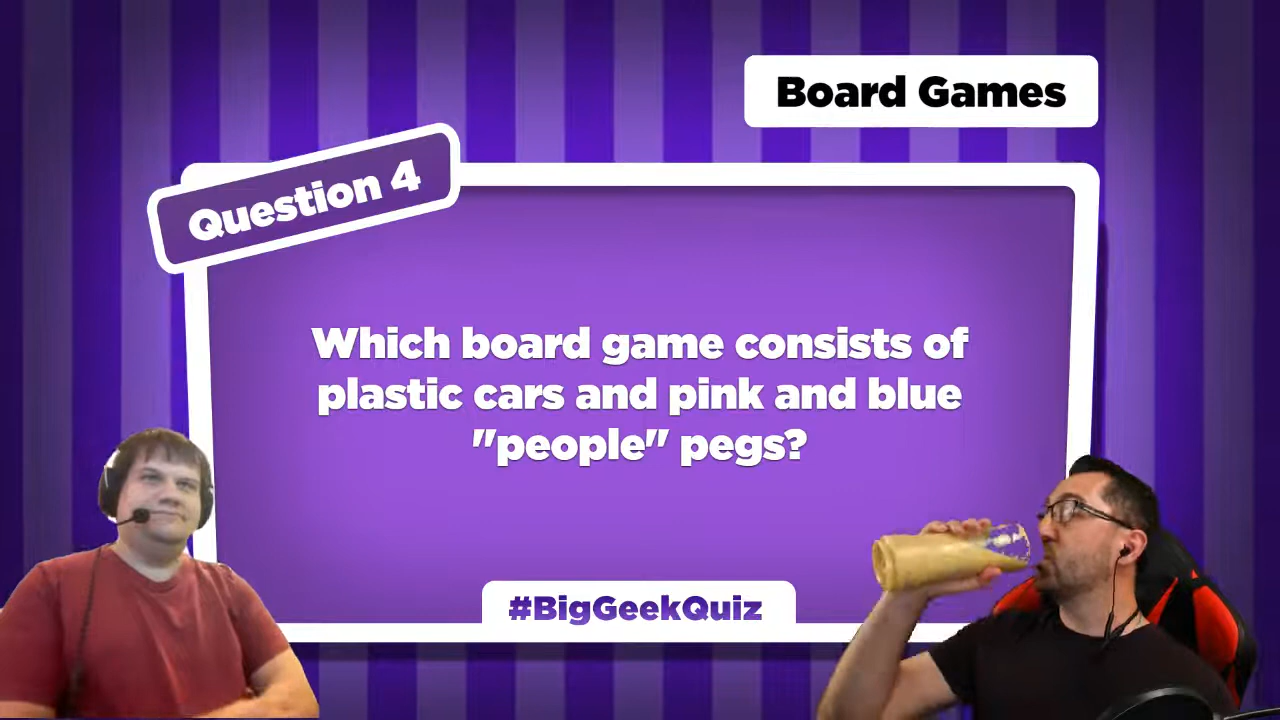 Board Games
Question 4
Which board game consists of
plastic cars and pink and blue
"people" pegs?
#BigGeekQuiz